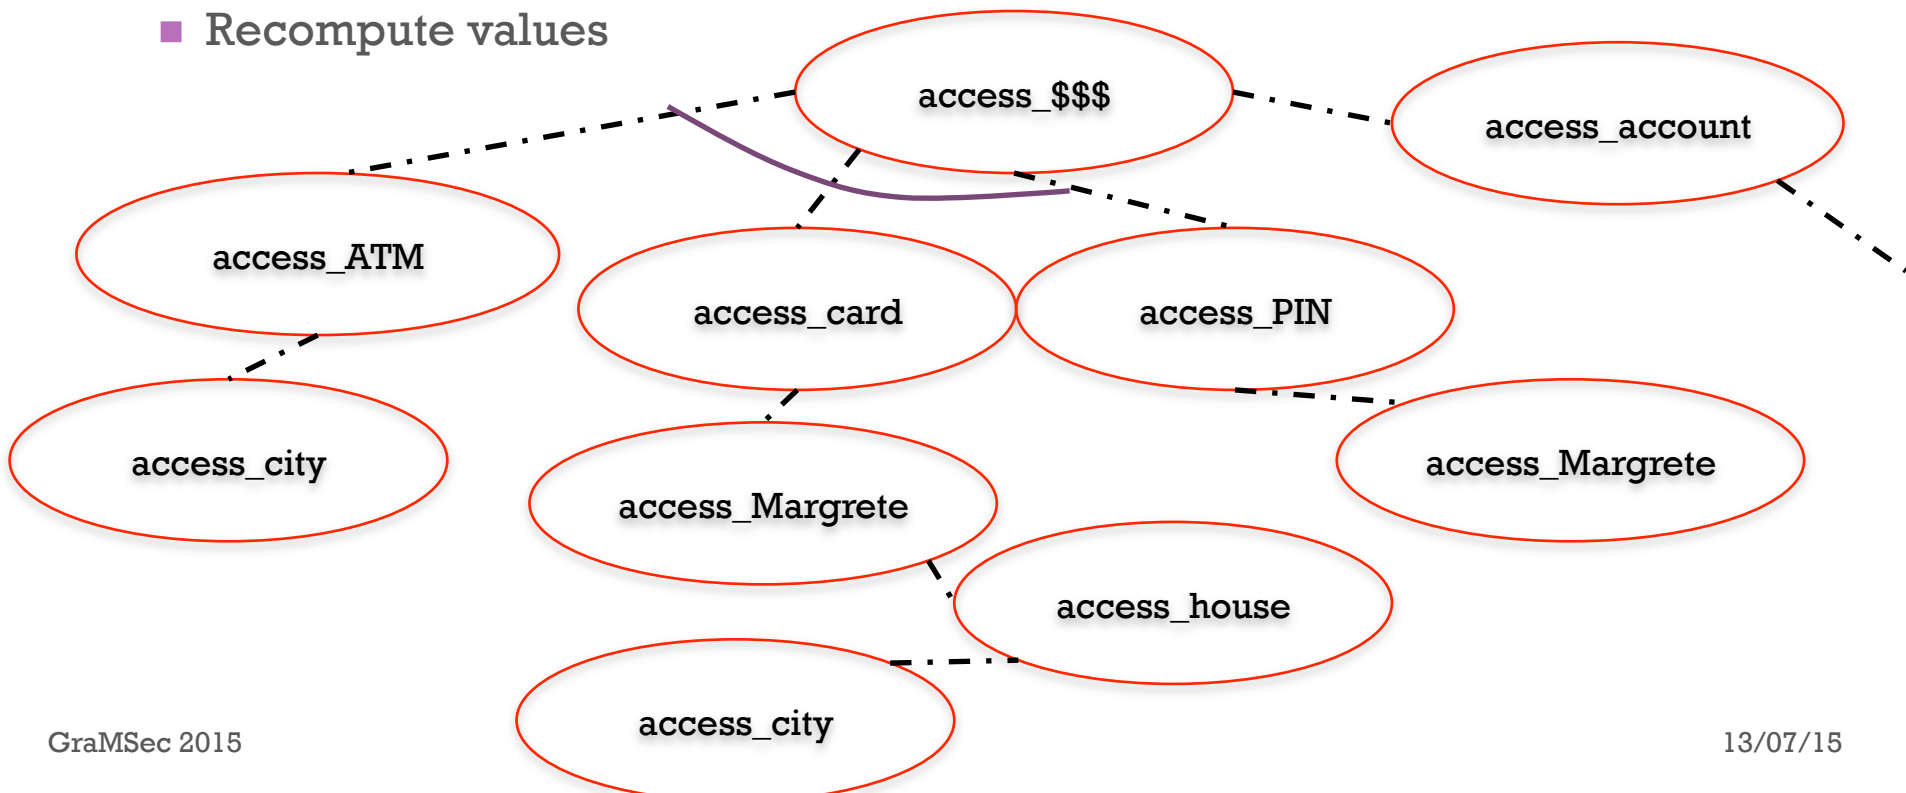 Recompute values
access_$$$
access_account
access_ATM
access_card
access_PIN
access_city
access_Margrete
access_Margrete
access_house
access_city
GraMSec 2015
13/07/15